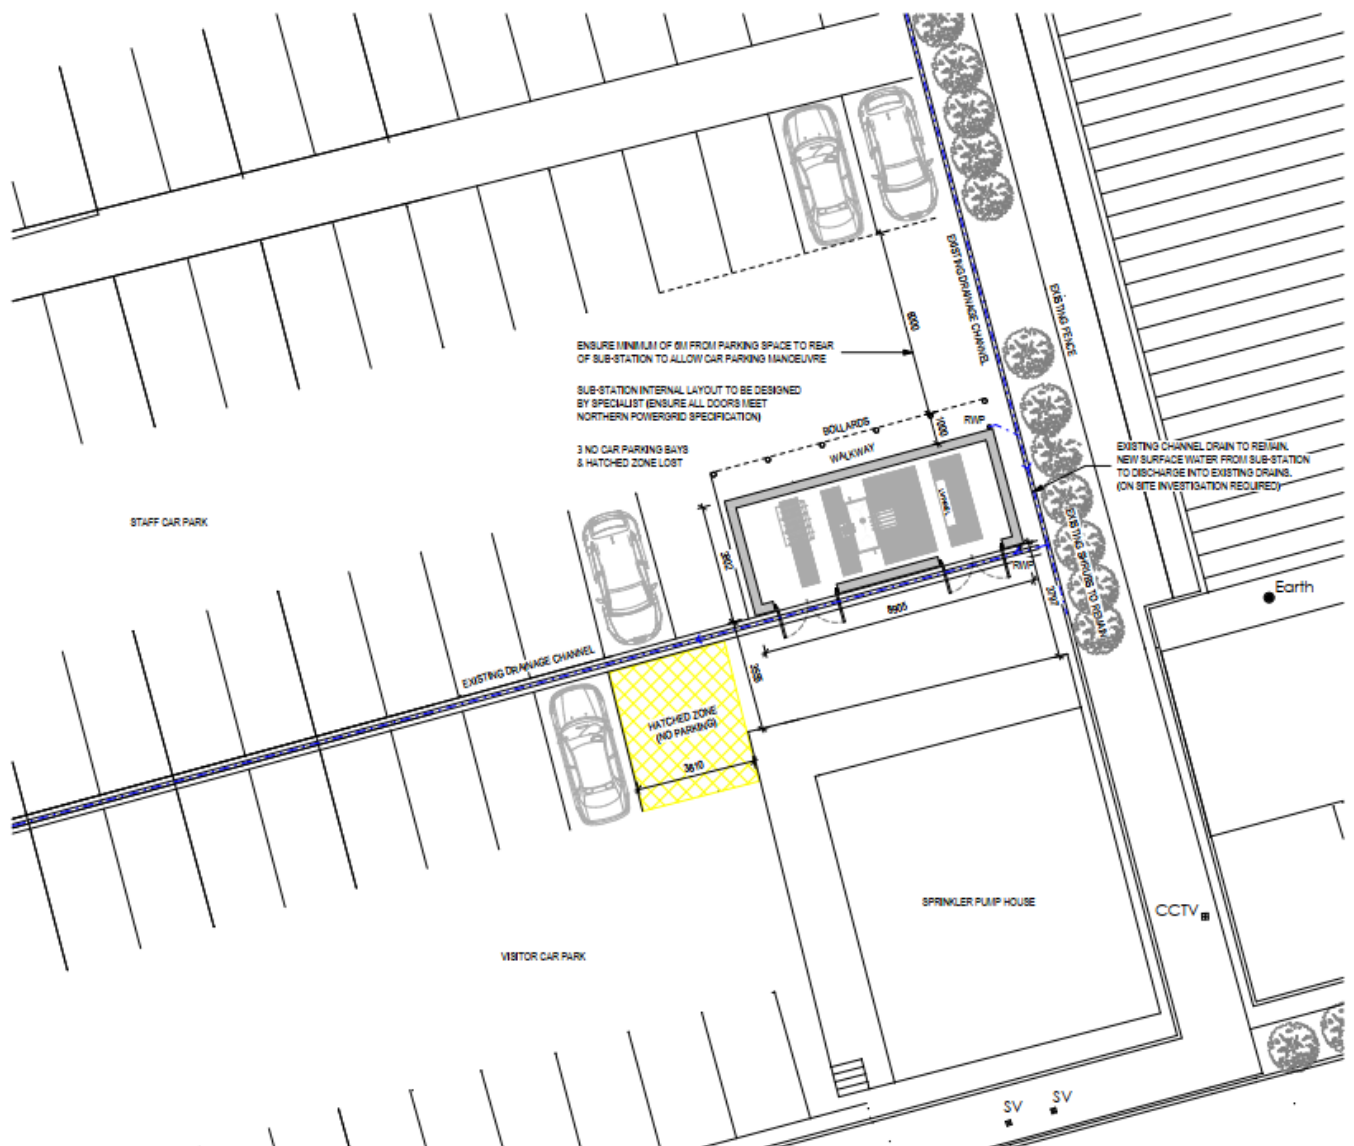 EXISTING DRAINAGE CHANNEL
EXISTING FENCE
6000
ENSURE MINIMUM OF 6M FROM PARKING SPACE TO REAR
OF SUB-STATION TO ALLOW CAR PARKING MANOEUVRE
SUB-STATION INTERNAL LAYOUT TO BE DESIGNED
BY SPECIALIST (ENSURE ALL DOORS MEET
NORTHERN POWERGRID SPECIFICATION)
3 NO CAR PARKING BAYS
& HATCHED ZONE LOST
BOLLARDS
WALKWAY
1000
RWP
EXISTING CHANNEL DRAIN TO REMAIN.
NEW SURFACE WATER FROM SUB-STATION
TO DISCHARGE INTO EXISTING DRAINS.
(ON SITE INVESTIGATION REQUIRED)
STAFF CAR PARK
EXISTING SHRUBS TO REMAIN
RWP
Earth
3797
EXISTING DRAINAGE CHANNEL
HATCHED ZONE
(NO PARKING)
3610
SPRINKLER PUMP HOUSE
CCTV
VISITOR CAR PARK
SV
SV